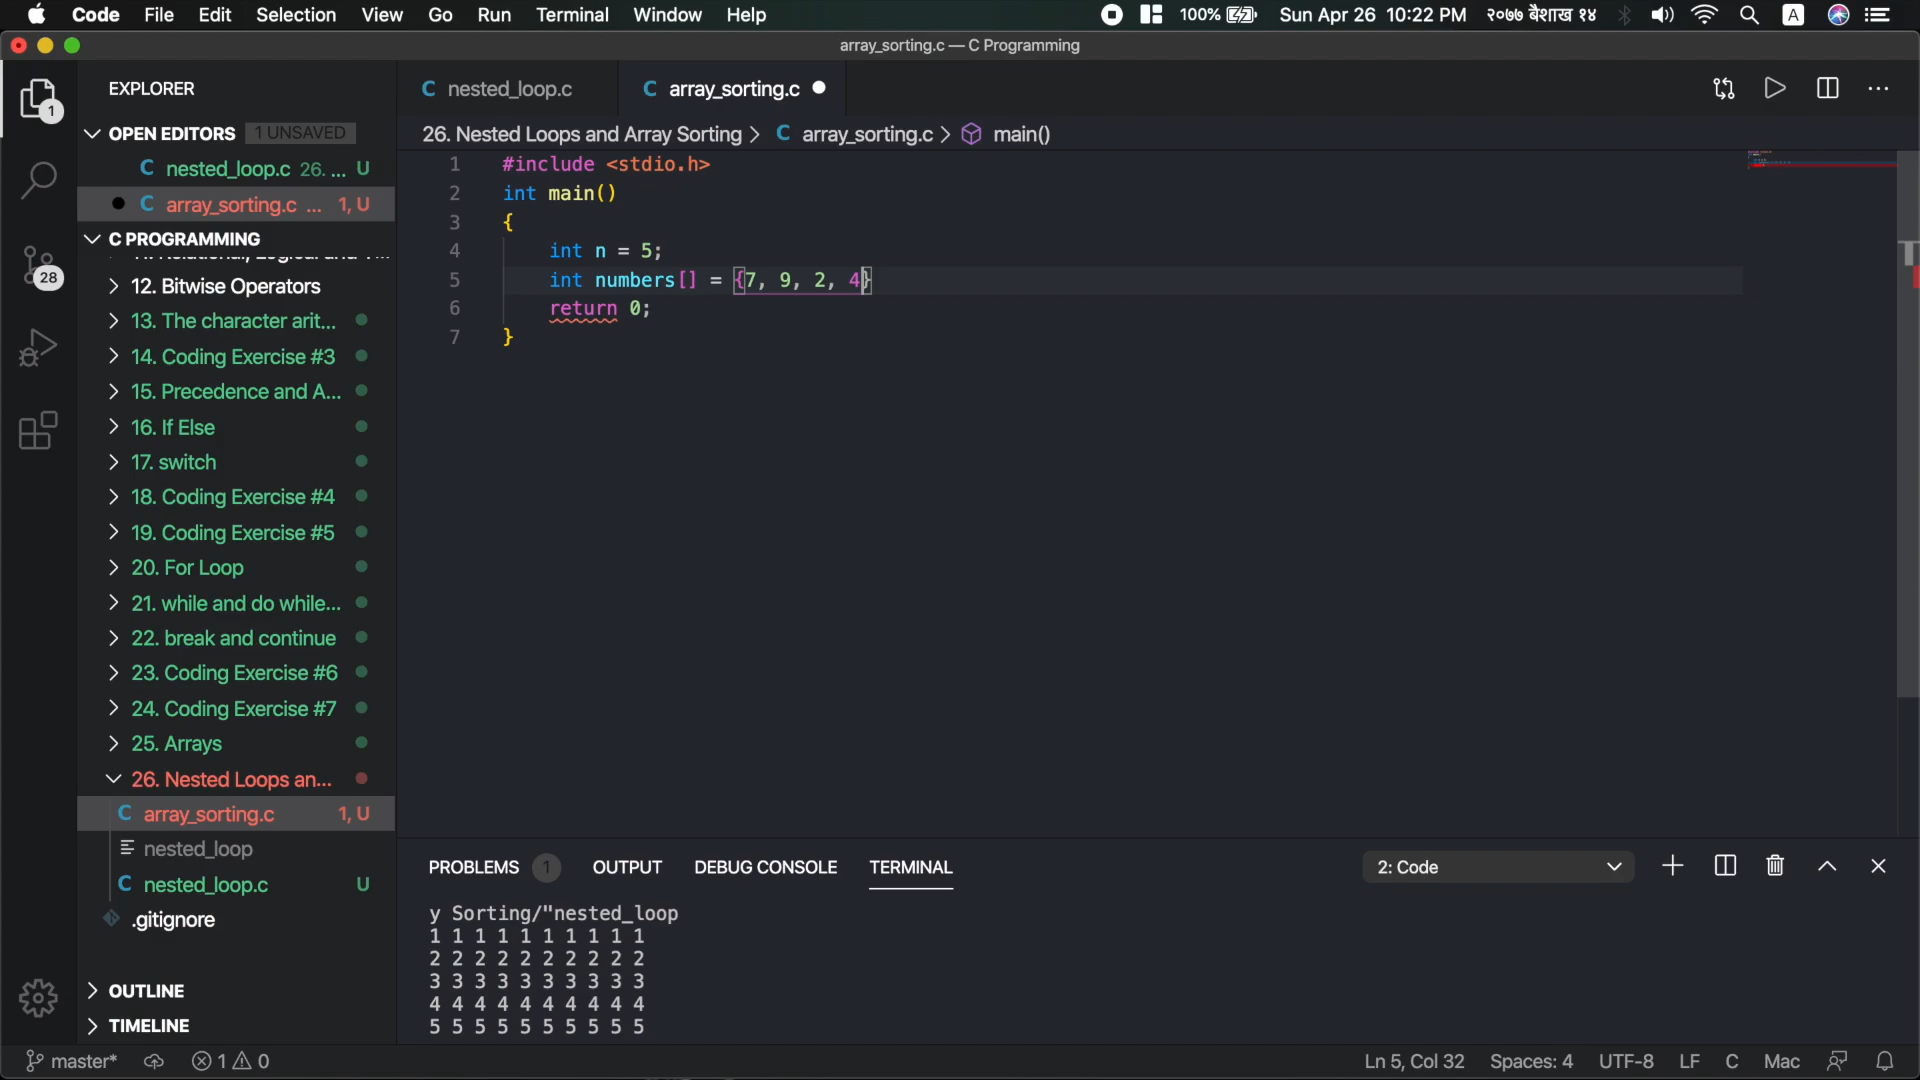 Code File Edit Selection View Go Run Terminal Window Help 100% Sun Apr 26 10:22 PM २०७७ बैशाख १४ A
array_sorting.c — C Programming
EXPLORER
nested_loop.c
array_sorting.c
1
OPEN EDITORS 1 UNSAVED
26. Nested Loops and Array Sorting > array_sorting.c > main()
nested_loop.c 26. ... U
array_sorting.c ... 1, U
C PROGRAMMING
12. Bitwise Operators
13. The character arit...
14. Coding Exercise #3
15. Precedence and A...
16. If Else
17. switch
18. Coding Exercise #4
19. Coding Exercise #5
20. For Loop
21. while and do while...
22. break and continue
23. Coding Exercise #6
24. Coding Exercise #7
25. Arrays
26. Nested Loops an...
array_sorting.c 1, U
nested_loop
nested_loop.c U
.gitignore
OUTLINE
TIMELINE
28
1 #include <stdio.h>
2 int main()
3 {
4 int n = 5;
5 int numbers[] = {7, 9, 2, 4}
6 return 0;
7 }
PROBLEMS 1 OUTPUT DEBUG CONSOLE TERMINAL 2: Code
y Sorting/"nested_loop
1 1 1 1 1 1 1 1 1 1
2 2 2 2 2 2 2 2 2 2
3 3 3 3 3 3 3 3 3 3
4 4 4 4 4 4 4 4 4 4
5 5 5 5 5 5 5 5 5 5
master* 1 0 Ln 5, Col 32 Spaces: 4 UTF-8 LF C Mac